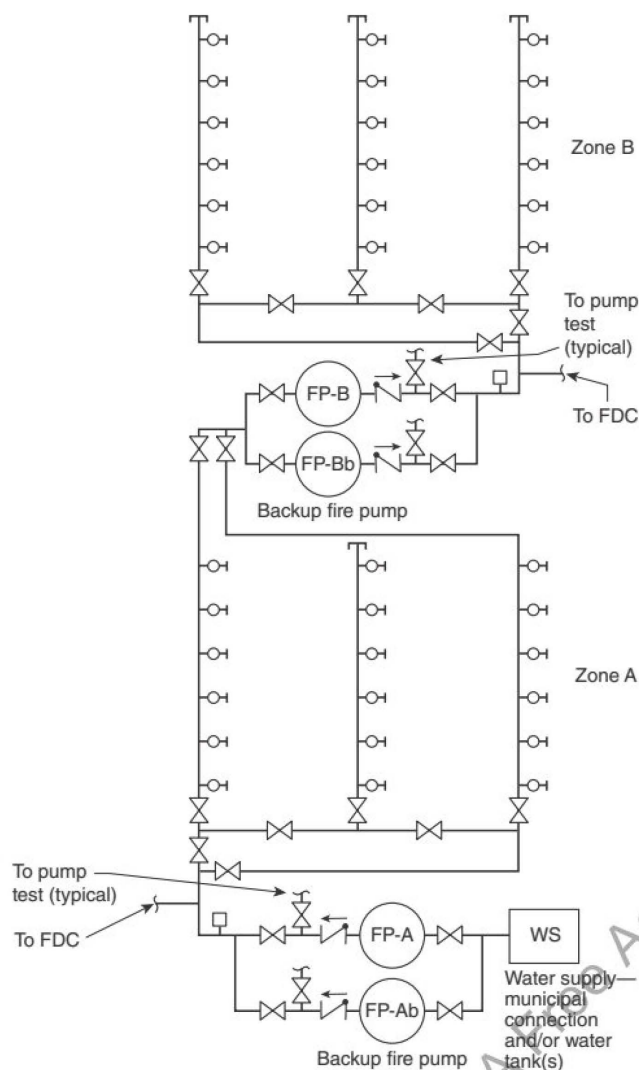 Zone B
To pump
test
(typical)
FP-B
To FDC
FP-Bb
Backup fire pump
Zone A
To pump
test (typical)
To FDC
FP-A
WS
FP-Ab
Water supply—
municipal
connection
and/or water
tank(s)
Backup fire pump
A Free A